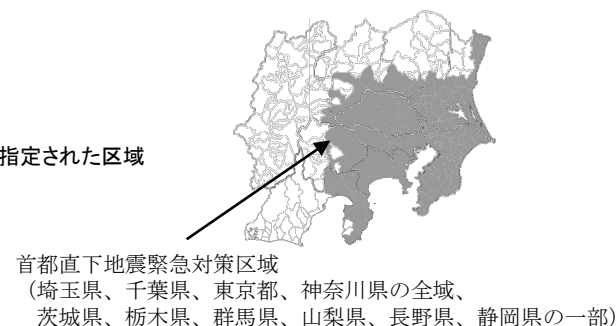 指定された区域
首都直下地震緊急対策区域
（埼玉県、千葉県、東京都、神奈川県の全域、
茨城県、栃木県、群馬県、山梨県、長野県、静岡県の一部）